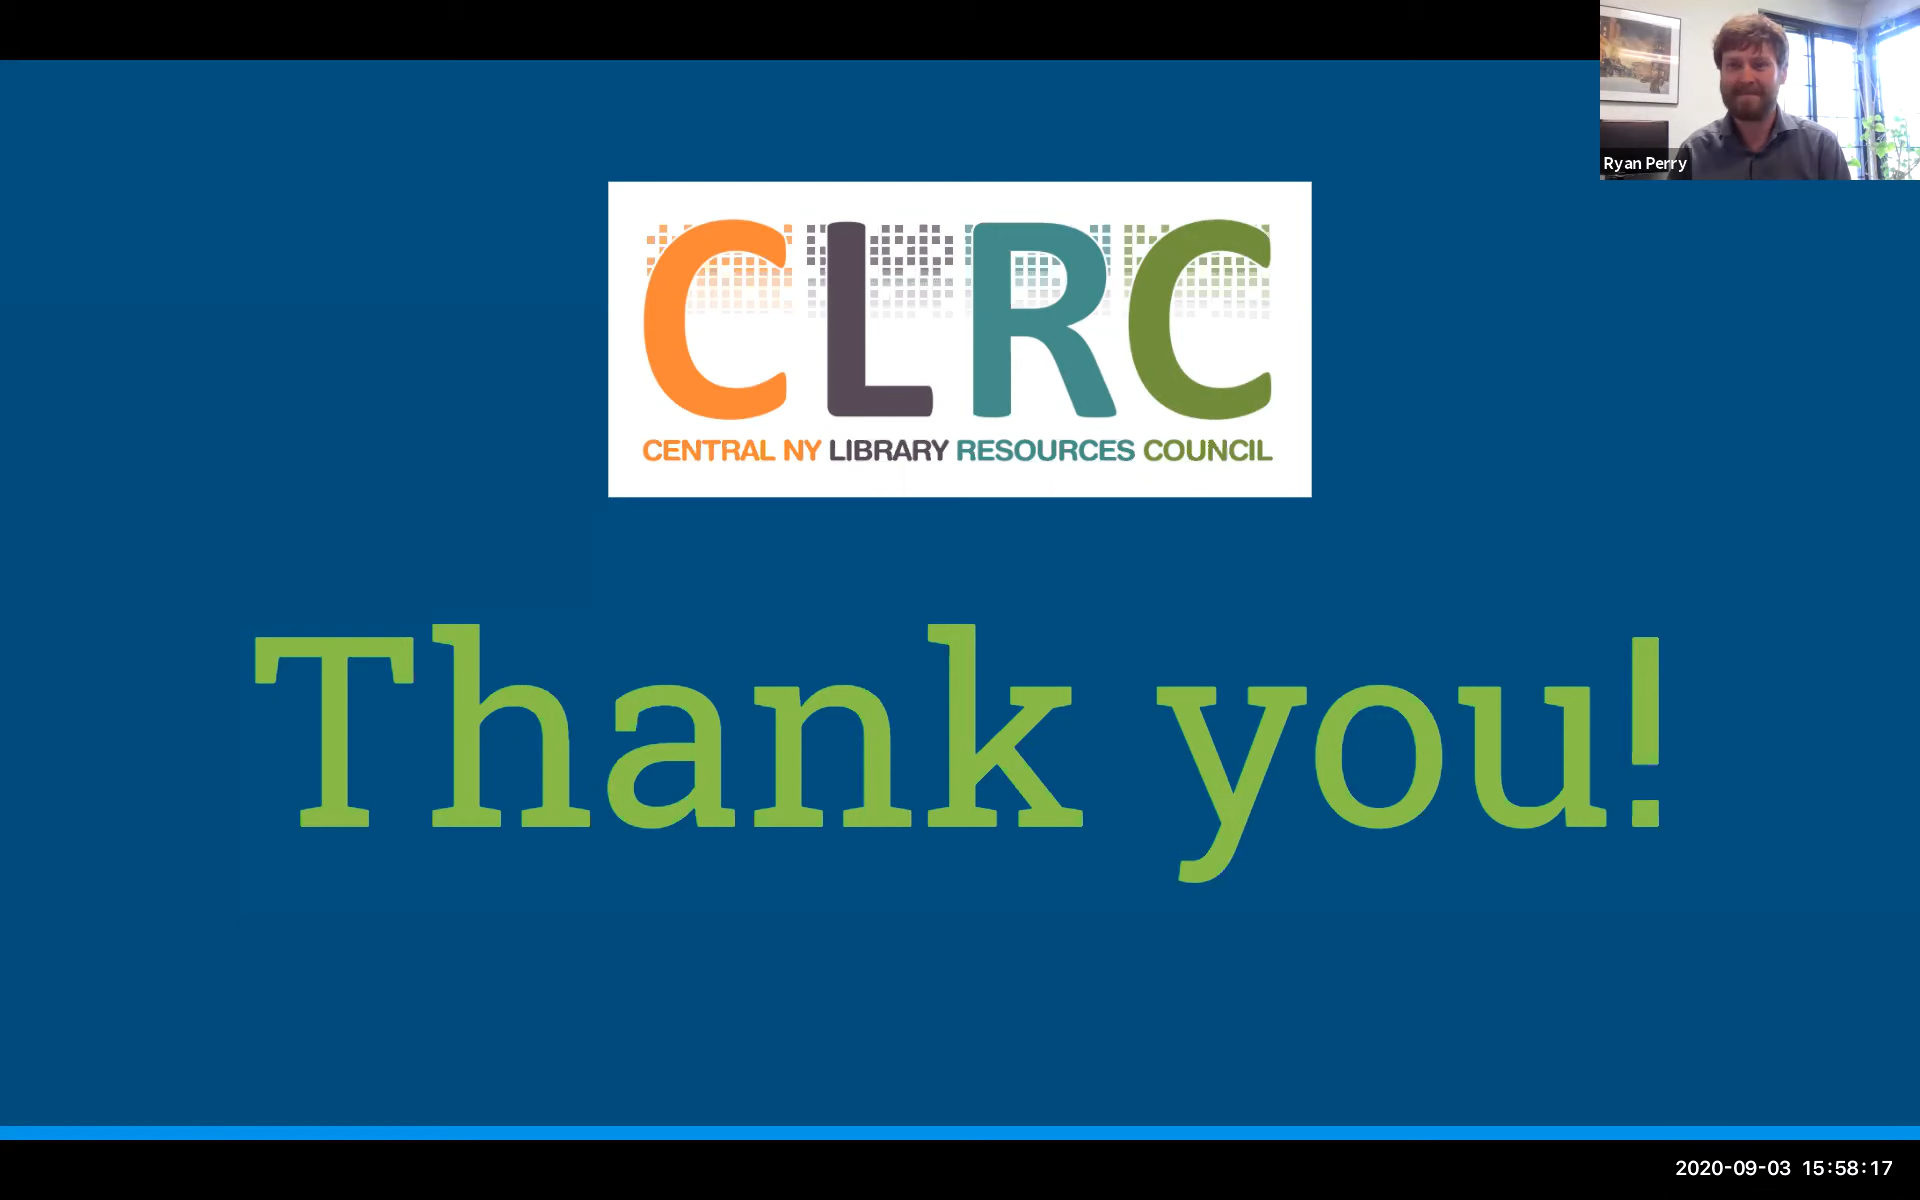 Ryan Perry
CLRC
CENTRAL NY LIBRARY RESOURCES COUNCIL
Thank you!
2020-09-03 15:58:17